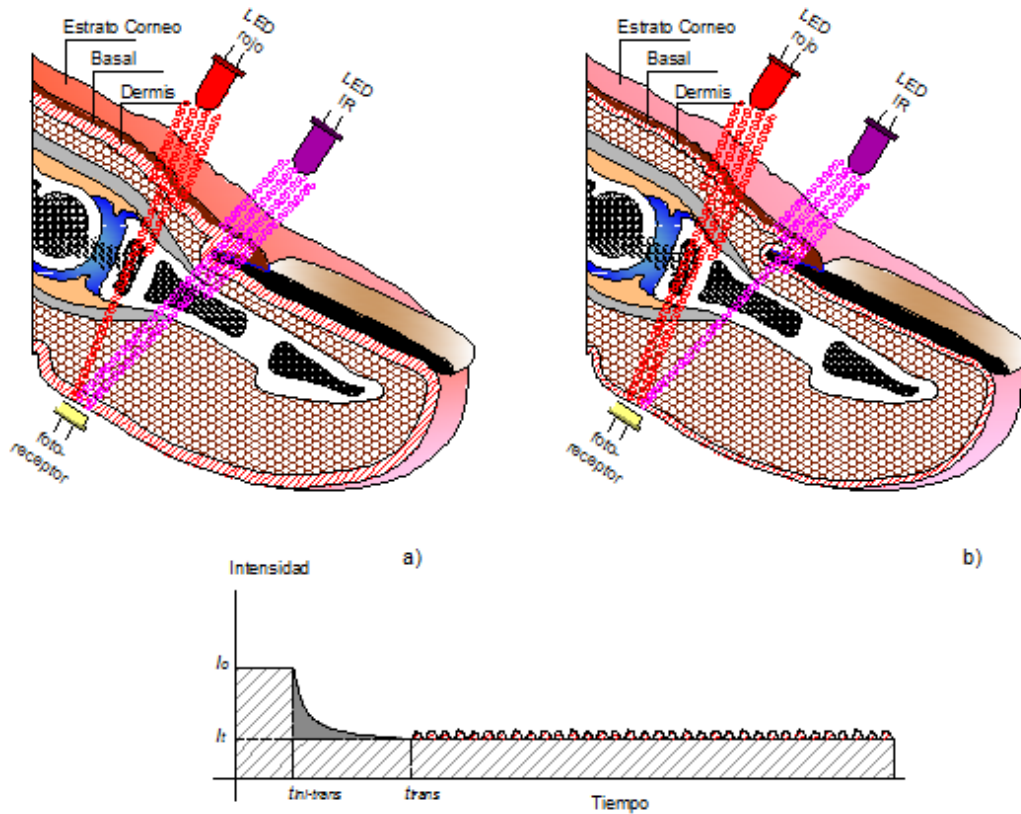 Estrato Corneo
Basal
Dermis
LED
rojo
LED
IR
foto-
receptor
a)
Estrato Corneo
Basal
Dermis
LED
rojo
LED
IR
foto-
receptor
b)
Intensidad
Io
It
tini-trans
ttrans
Tiempo